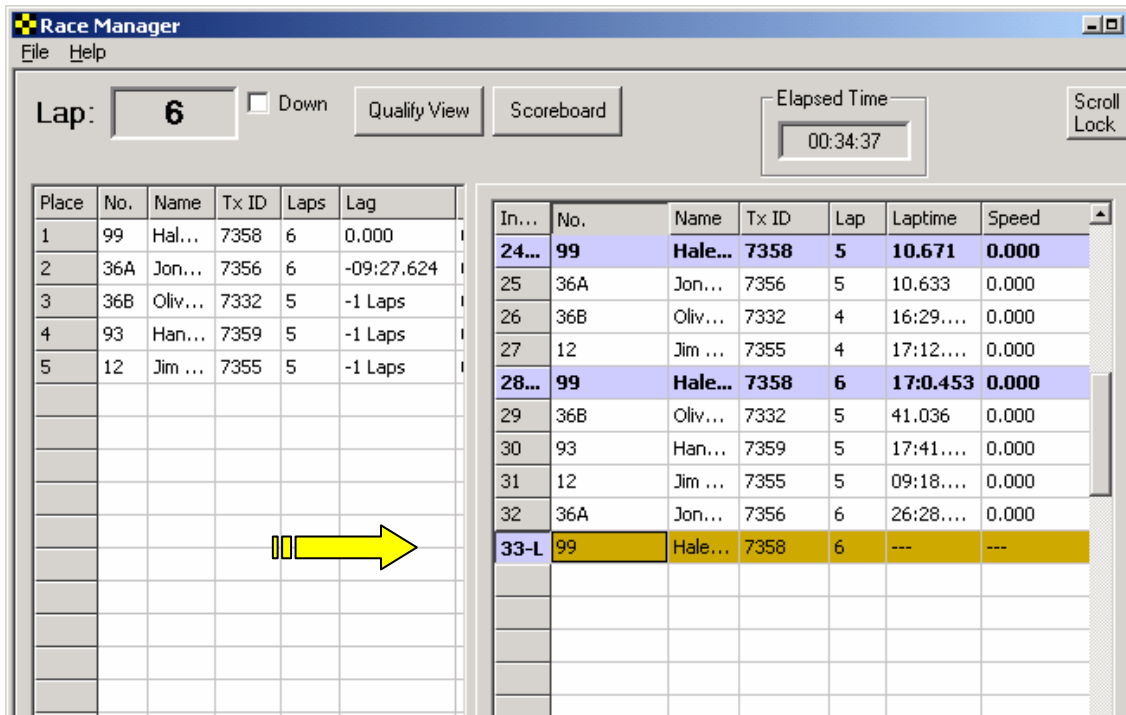 Race Manager
File Help
Lap: 6 Down Qualify View Scoreboard Elapsed Time 00:34:37 Scroll Lock
Place No. Name Tx ID Laps Lag
1 99 Hal... 7358 6 0.000
2 36A Jon... 7356 6 -09:27.624
3 36B Oliv... 7332 5 -1 Laps
4 93 Han... 7359 5 -1 Laps
5 12 Jim ... 7355 5 -1 Laps
In... No. Name Tx ID Lap Laptime Speed
24... 99 Hale... 7358 5 10.671 0.000
25 36A Jon... 7356 5 10.633 0.000
26 36B Oliv... 7332 4 16:29.... 0.000
27 12 Jim ... 7355 4 17:12.... 0.000
28... 99 Hale... 7358 6 17:0.453 0.000
29 36B Oliv... 7332 5 41.036 0.000
30 93 Han... 7359 5 17:41.... 0.000
31 12 Jim ... 7355 5 09:18.... 0.000
32 36A Jon... 7356 6 26:28.... 0.000
33-L 99 Hale... 7358 6 --- ---